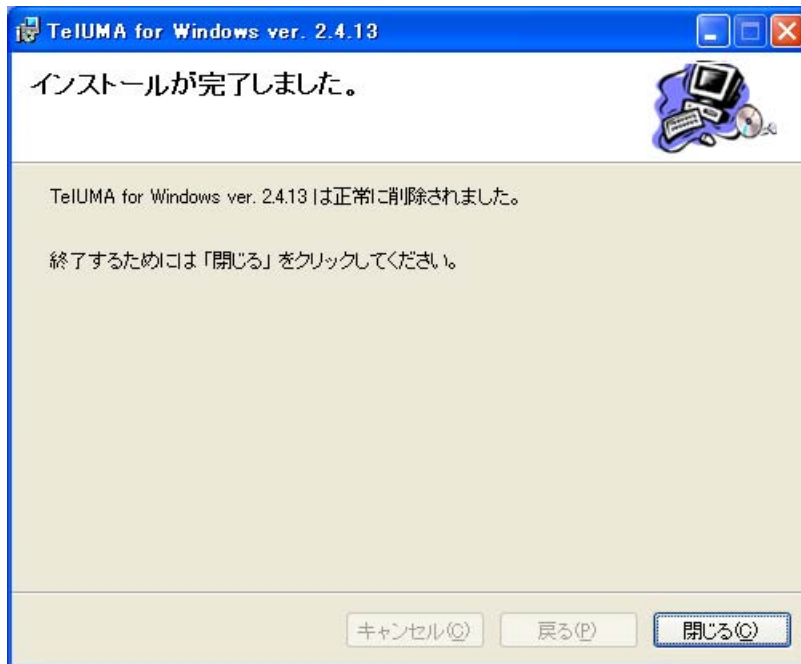 TelUMA for Windows ver. 2.4.13
インストールが完了しました。
TelUMA for Windows ver. 2.4.13 は正常に削除されました。
終了するためには「閉じる」をクリックしてください。
キャンセル(C) 戻る(P) 閉じる(C)